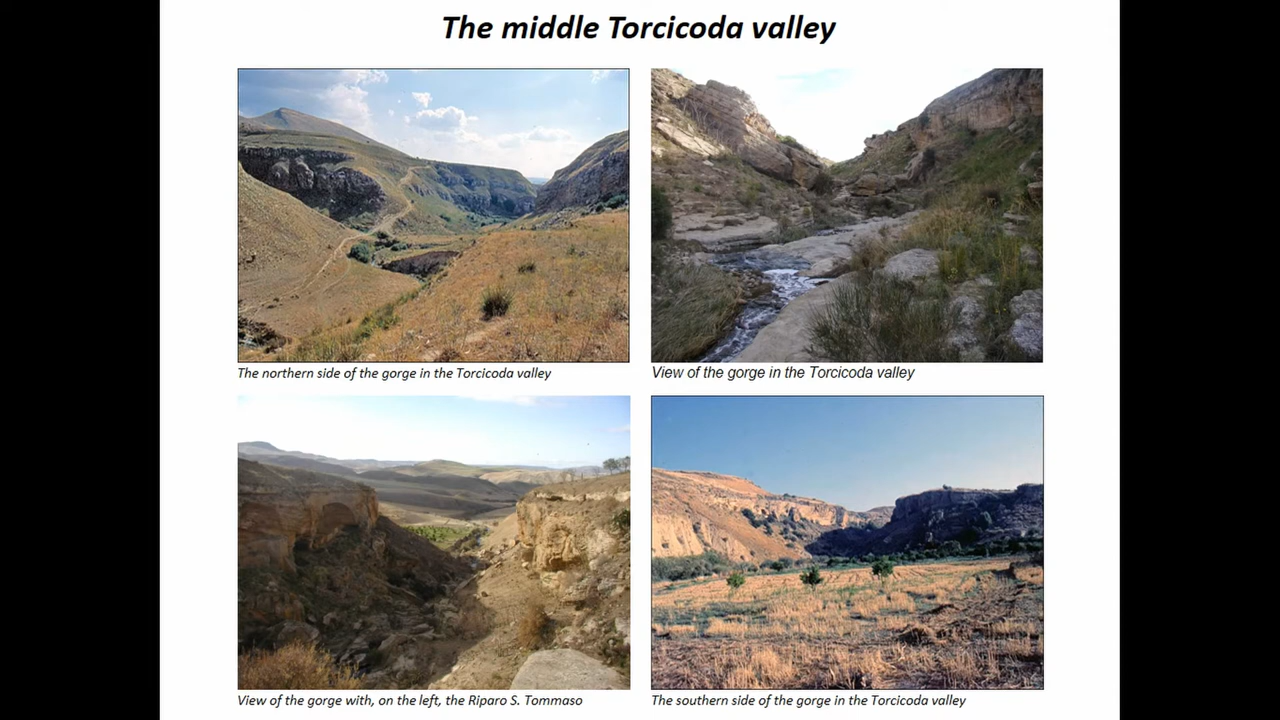 The middle Torcicoda valley
The northern side of the gorge in the Torcicoda valley
View of the gorge in the Torcicoda valley
View of the gorge with, on the left, the Riparo S. Tommaso
The southern side of the gorge in the Torcicoda valley